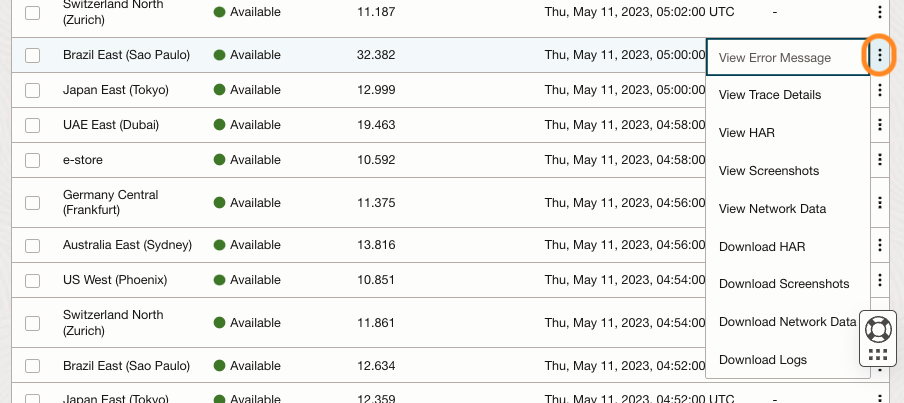 Switzerland North
(Zurich)
Available
11.187
Thu, May 11, 2023, 05:02:00 UTC
-
Brazil East (Sao Paulo)
Available
32.382
Thu, May 11, 2023, 05:00:00
Japan East (Tokyo)
Available
12.999
Thu, May 11, 2023, 05:00:00
UAE East (Dubai)
Available
19.463
Thu, May 11, 2023, 04:58:00
e-store
Available
10.592
Thu, May 11, 2023, 04:58:00
Germany Central
(Frankfurt)
Available
11.375
Thu, May 11, 2023, 04:56:00
Australia East (Sydney)
Available
13.816
Thu, May 11, 2023, 04:56:00
US West (Phoenix)
Available
10.851
Thu, May 11, 2023, 04:54:00
Switzerland North
(Zurich)
Available
11.861
Thu, May 11, 2023, 04:54:00
Brazil East (Sao Paulo)
Available
12.634
Thu, May 11, 2023, 04:52:00
Japan East (Tokyo)
Available
12.359
Thu, May 11, 2023, 04:52:00 UTC
-
View Error Message
View Trace Details
View HAR
View Screenshots
View Network Data
Download HAR
Download Screenshots
Download Network Data
Download Logs